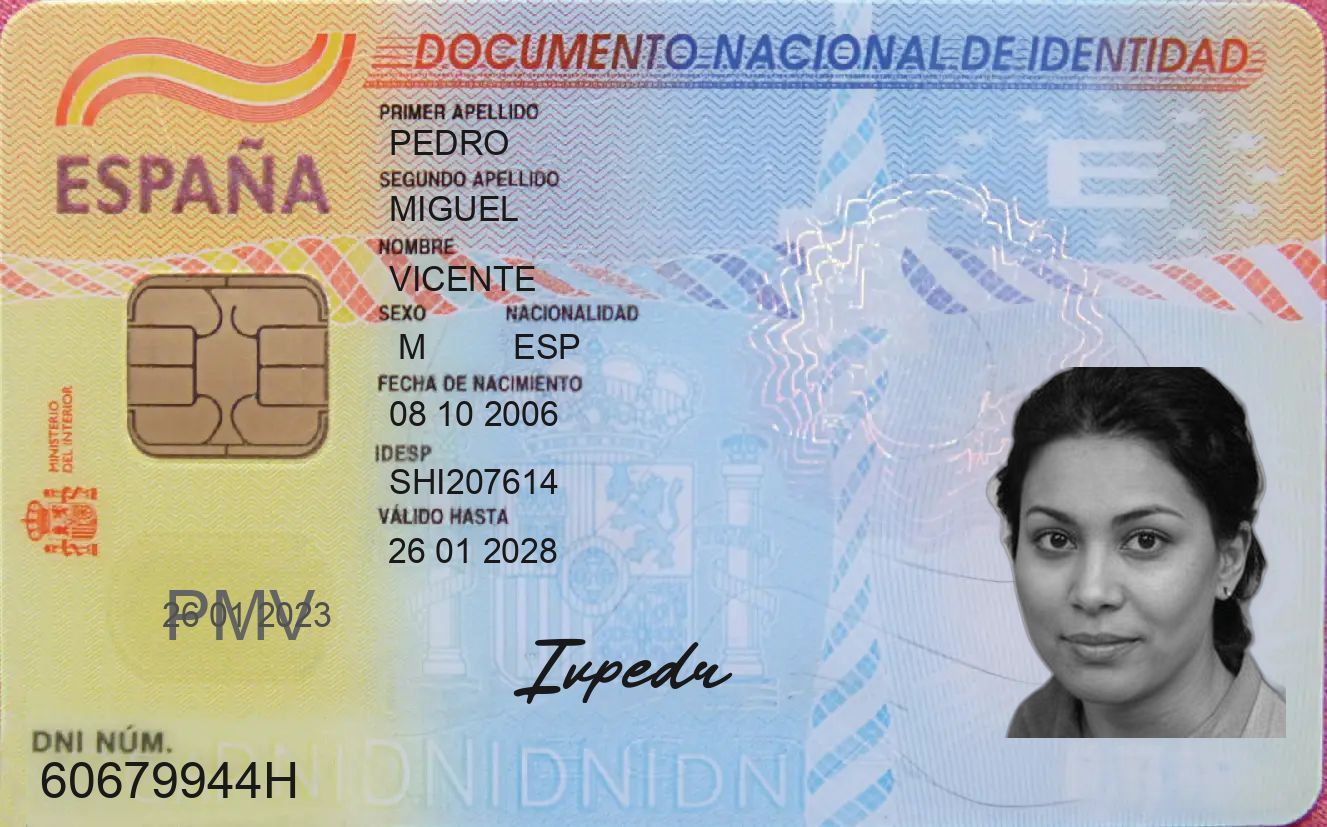 DOCUMENTO NACIONAL DE IDENTIDAD
ESPAÑA
PRIMER APELLIDO
PEDRO
SEGUNDO APELLIDO
MIGUEL
NOMBRE
VICENTE
SEXO NACIONALIDAD
M ESP
FECHA DE NACIMIENTO
08 10 2006
IDESP
SHI207614
VÁLIDO HASTA
26 01 2028
MINISTERIO
DEL INTERIOR
E
PMV
26 01 2023
Ivpedu
DNI NÚM.
60679944H
DNIDNIDNIDNI